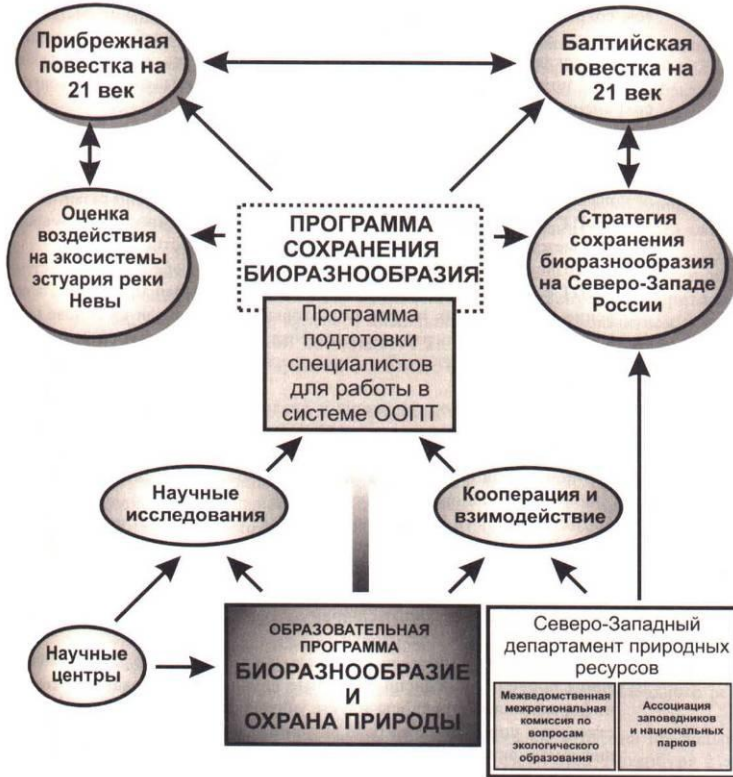 Прибрежная
повестка на
21 век
Балтийская
повестка на
21 век
Оценка
воздействия
на экосистемы
эстуария реки
Невы
ПРОГРАММА
СОХРАНЕНИЯ
БИОРАЗНООБРАЗИЯ
Стратегия
сохранения
биоразнообразия
на Северо-Западе
России
Программа
подготовки
специалистов
для работы в
системе ООПТ
Научные
исследования
Кооперация и
взимодействие
Научные
центры
ОБРАЗОВАТЕЛЬНАЯ
ПРОГРАММА
БИОРАЗНООБРАЗИЕ
И
ОХРАНА ПРИРОДЫ
Северо-Западный
департамент природных
ресурсов
Межведомственная
межрегиональная
комиссия по
вопросам
экологического
образования
Ассоциация
заповедников
и национальных
парков